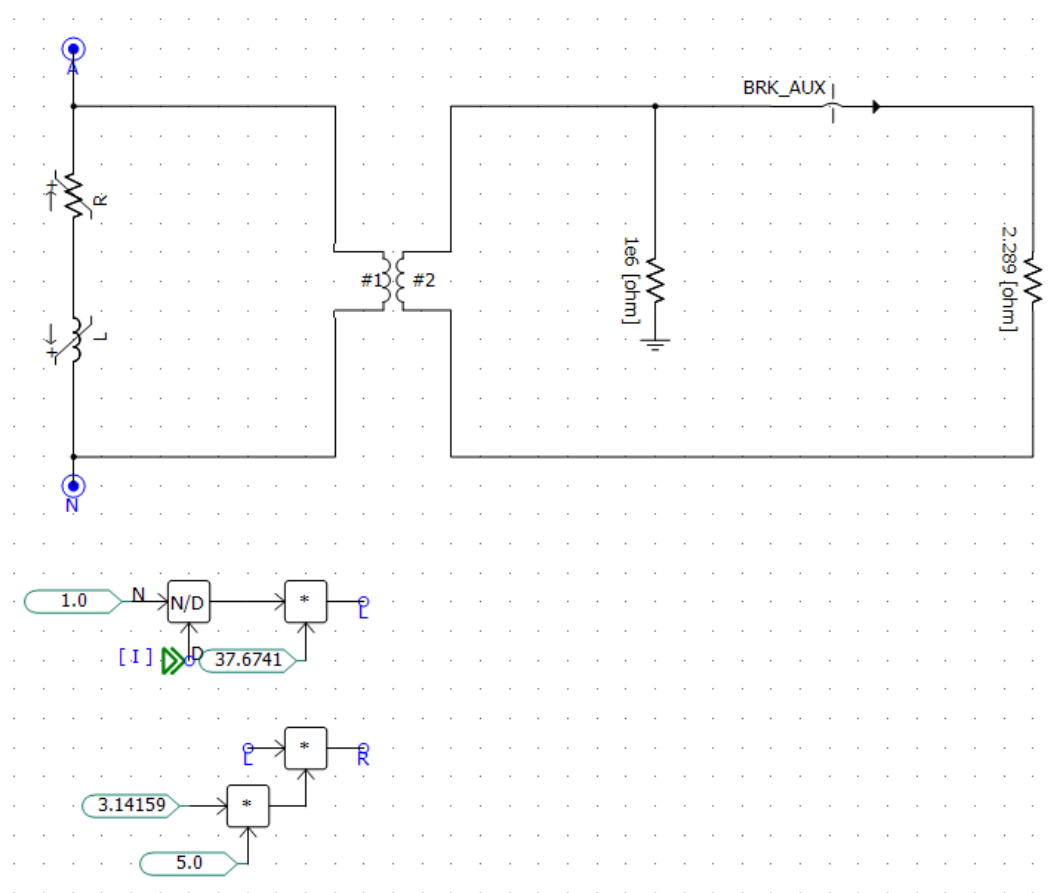 A
BRK_AUX
R
1e6 [ohm]
2.289 [ohm]
#1
#2
+
L
+
N
1.0
N
N/D
*
L
[ I ]
D
37.6741
*
L
R
3.14159
*
5.0